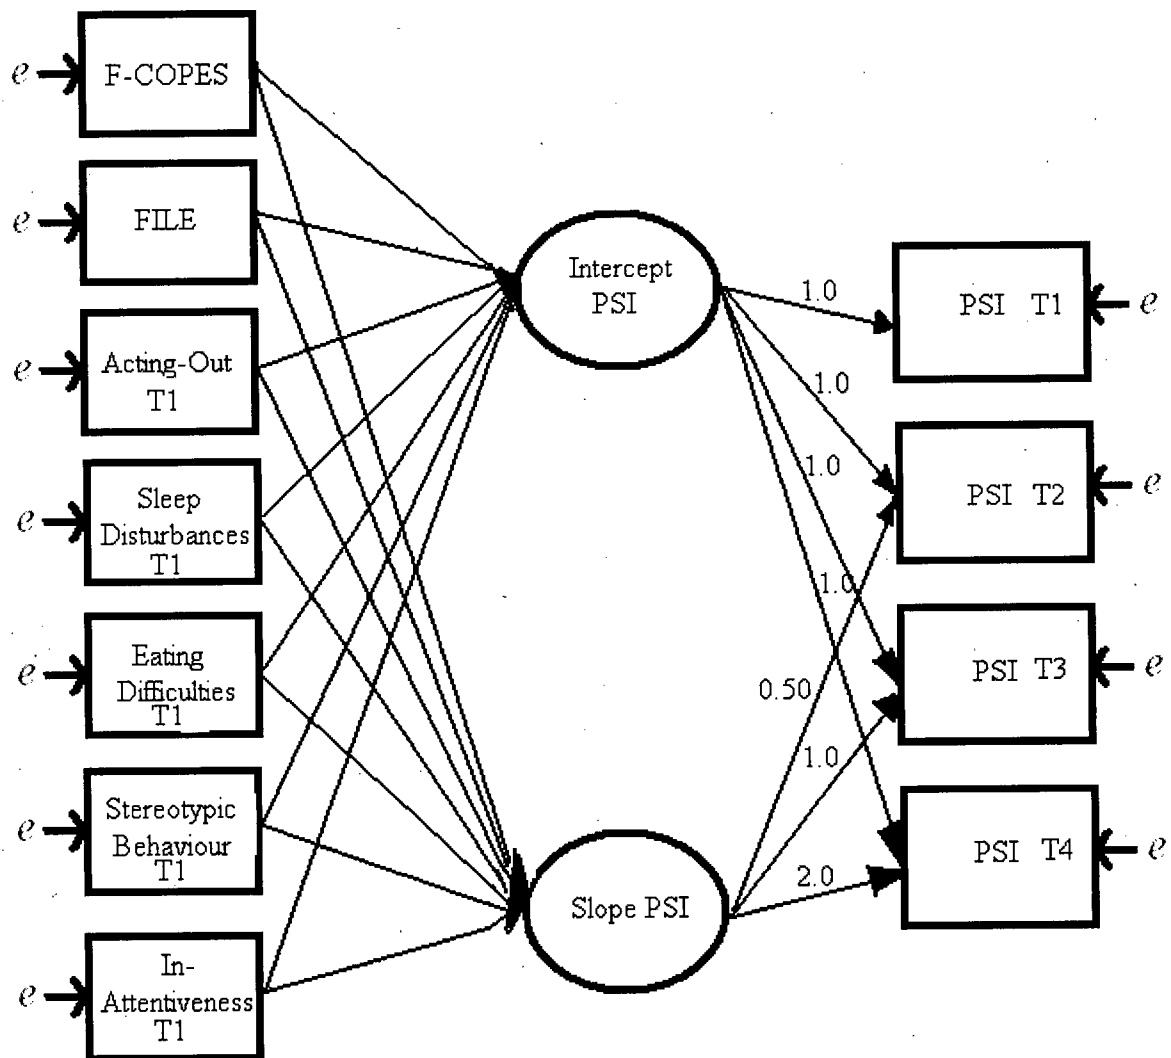 e
F-COPES
e
FILE
e
Acting-Out
T1
e
Sleep
Disturbances
T1
e
Eating
Difficulties
T1
e
Stereotypic
Behaviour
T1
e
In-
Attentiveness
T1
Intercept
PSI
Slope PSI
1.0
1.0
1.0
1.0
0.50
1.0
2.0
PSI T1
e
PSI T2
e
PSI T3
e
PSI T4
e